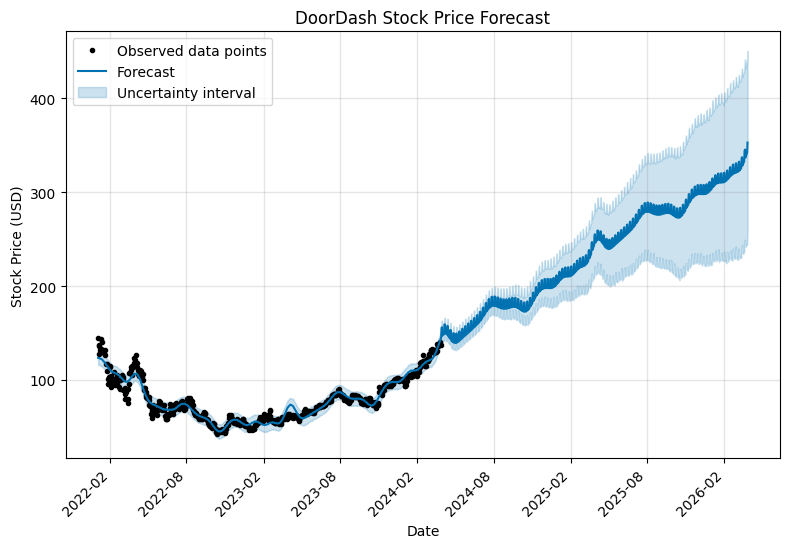 DoorDash Stock Price Forecast
Observed data points
Forecast
Uncertainty interval
Stock Price (USD)
400
300
200
100
2022-02
2022-08
2023-02
2023-08
2024-02
2024-08
2025-02
2025-08
2026-02
Date